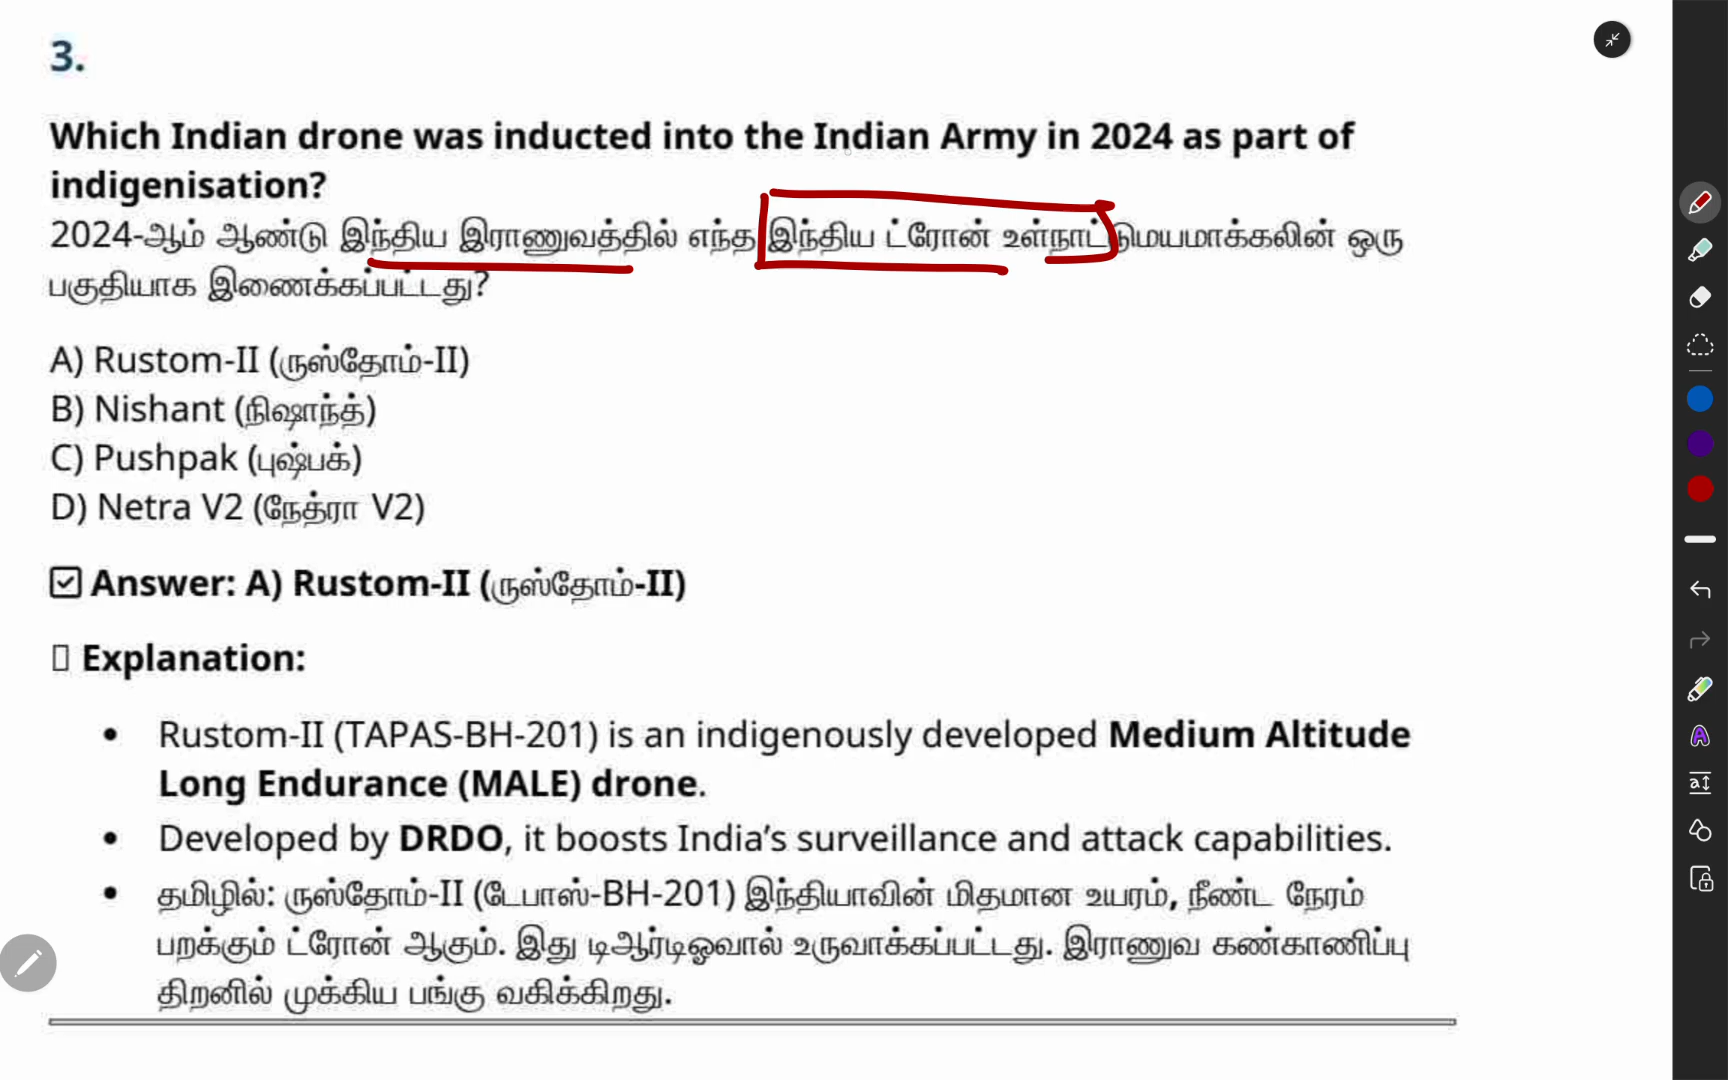 3.
Which Indian drone was inducted into the Indian Army in 2024 as part of
indigenisation?
2024-ஆம் ஆண்டு இந்திய இராணுவத்தில் எந்த இந்திய ட்ரோன் உள்நாட்டுமயமாக்கலின் ஒரு
பகுதியாக இணைக்கப்பட்டது?
A) Rustom-II (ருஸ்தோம்-II)
B) Nishant (நிஷாந்த்)
C) Pushpak (புஷ்பக்)
D) Netra V2 (நேத்ரா V2)
Answer: A) Rustom-II (ருஸ்தோம்-II)
Explanation:
• Rustom-II (TAPAS-BH-201) is an indigenously developed Medium Altitude
Long Endurance (MALE) drone.
• Developed by DRDO, it boosts India's surveillance and attack capabilities.
• தமிழில்: ருஸ்தோம்-II (டேபாஸ்-BH-201) இந்தியாவின் மிதமான உயரம், நீண்ட நேரம்
பறக்கும் ட்ரோன் ஆகும். இது டிஆர்டிஓவால் உருவாக்கப்பட்டது. இராணுவ கண்காணிப்பு
திறனில் முக்கிய பங்கு வகிக்கிறது.